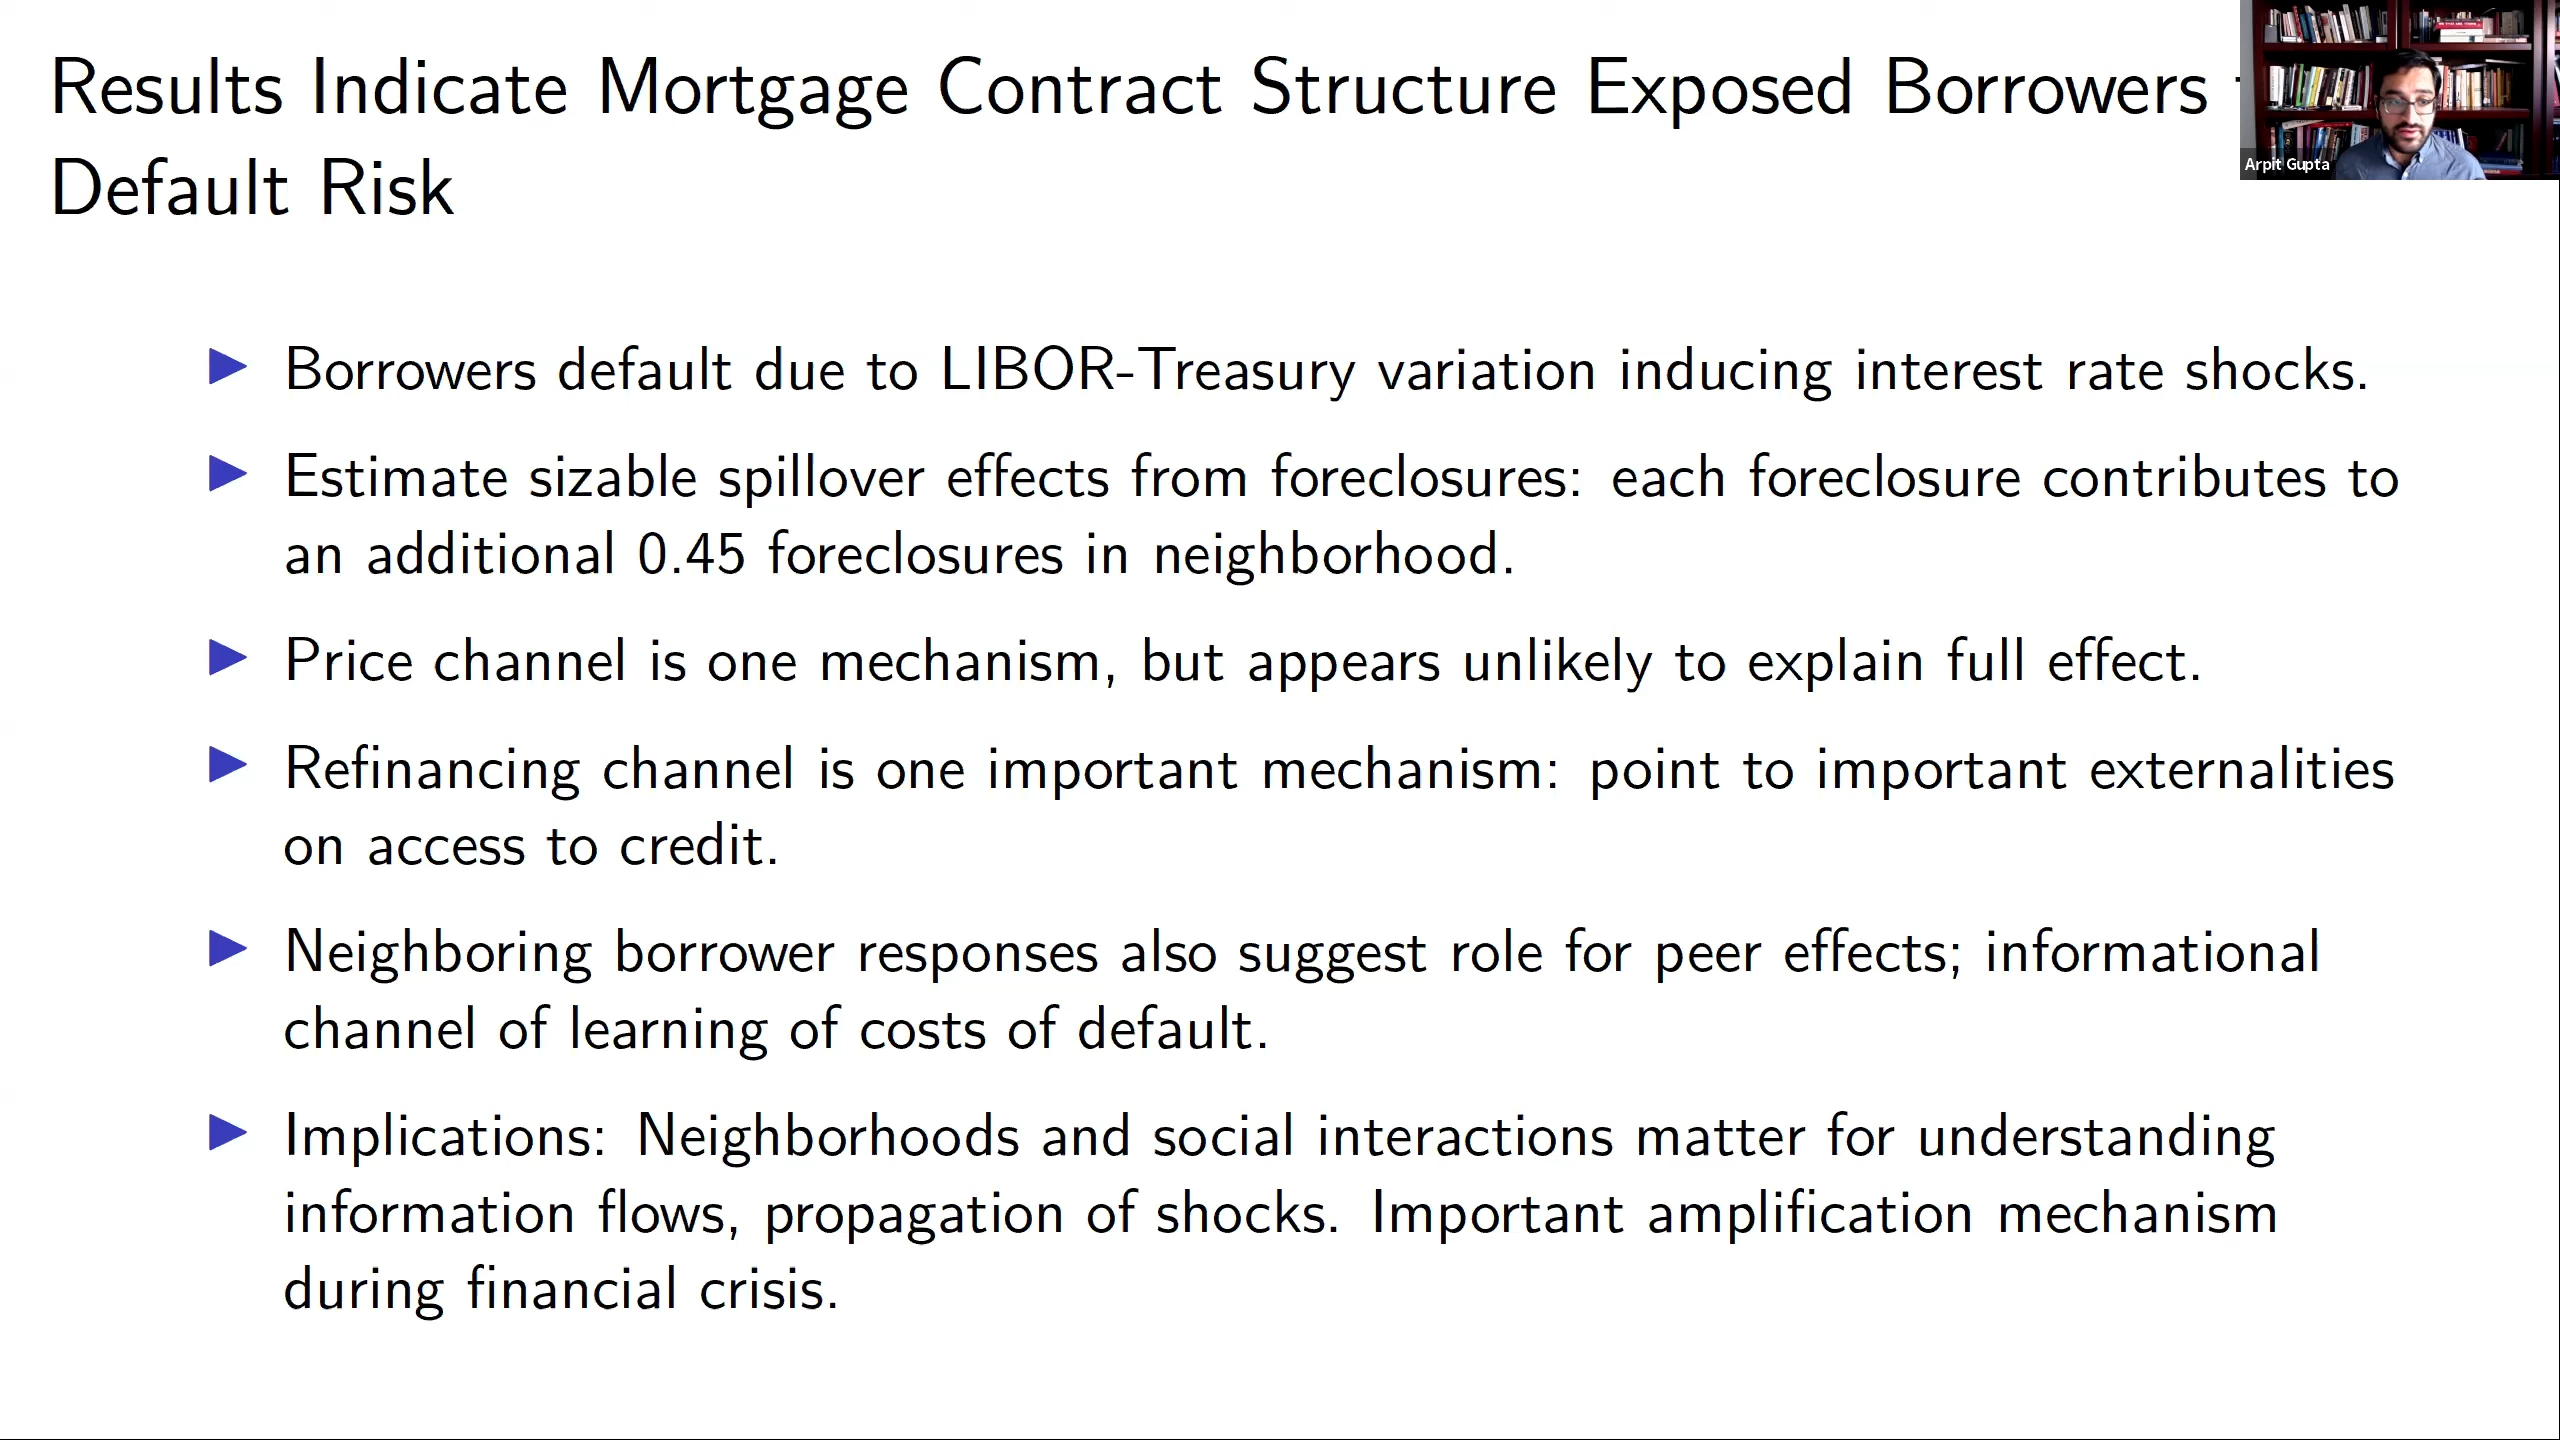 Results Indicate Mortgage Contract Structure Exposed Borrowers
Default Risk
Arpit Gupta
Borrowers default due to LIBOR-Treasury variation inducing interest rate shocks.
Estimate sizable spillover effects from foreclosures: each foreclosure contributes to
an additional 0.45 foreclosures in neighborhood.
Price channel is one mechanism, but appears unlikely to explain full effect.
Refinancing channel is one important mechanism: point to important externalities
on access to credit.
Neighboring borrower responses also suggest role for peer effects; informational
channel of learning of costs of default.
Implications: Neighborhoods and social interactions matter for understanding
information flows, propagation of shocks. Important amplification mechanism
during financial crisis.